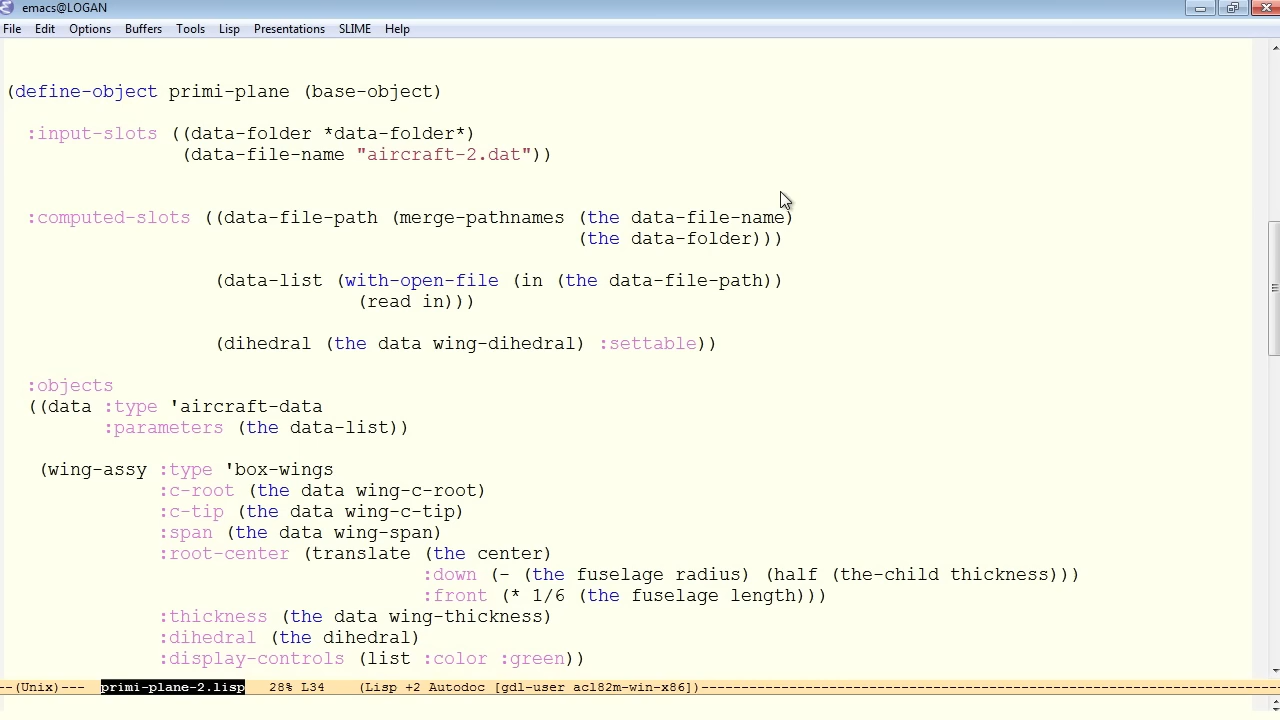 emacs@LOGAN
File Edit Options Buffers Tools Lisp Presentations SLIME Help
(define-object primi-plane (base-object)
:input-slots ((data-folder *data-folder*)
(data-file-name "aircraft-2.dat"))
:computed-slots ((data-file-path (merge-pathnames (the data-file-name)
(the data-folder)))
(data-list (with-open-file (in (the data-file-path))
(read in)))
(dihedral (the data wing-dihedral) :settable))
:objects
((data :type 'aircraft-data
:parameters (the data-list))
(wing-assy :type 'box-wings
:c-root (the data wing-c-root)
:c-tip (the data wing-c-tip)
:span (the data wing-span)
:root-center (translate (the center)
:down (- (the fuselage radius) (half (the-child thickness)))
:front (* 1/6 (the fuselage length)))
:thickness (the data wing-thickness)
:dihedral (the dihedral)
:display-controls (list :color :green))
--(Unix)--- primi-plane-2.lisp 28% L34 (Lisp +2 Autodoc [gdl-user acl82m-win-x86])------------------------------------------------------